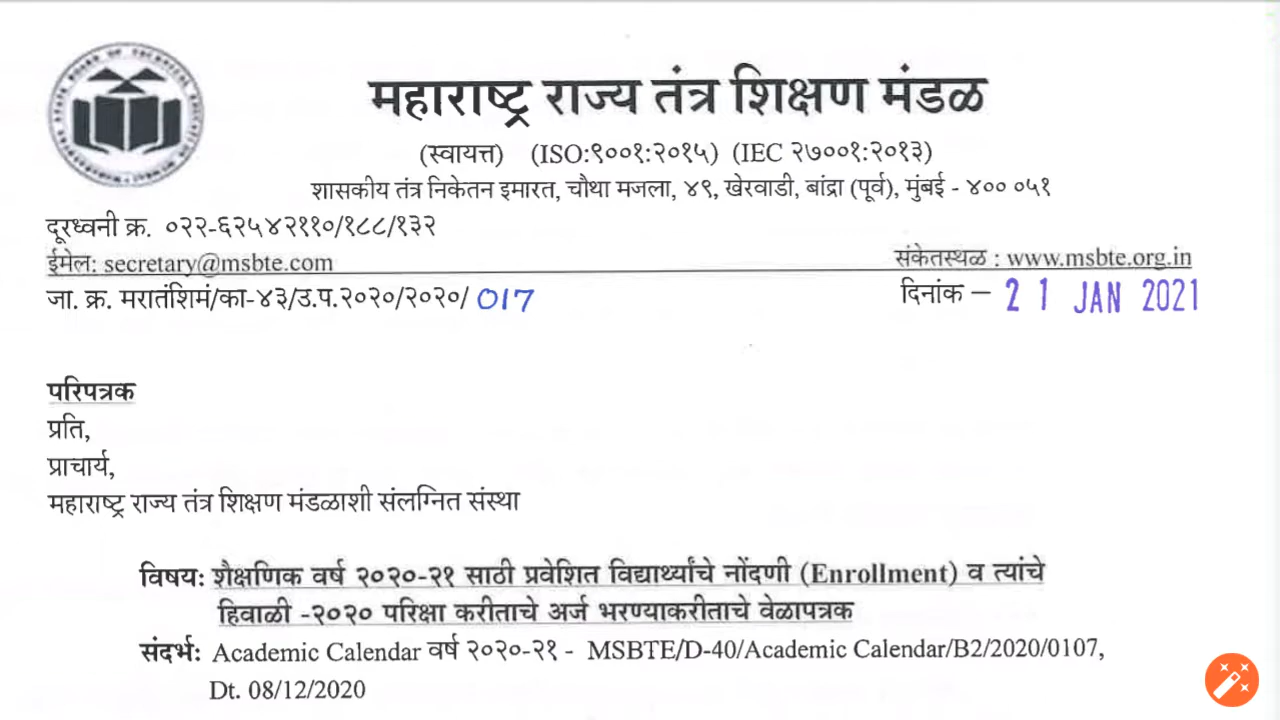 महाराष्ट्र राज्य तंत्र शिक्षण मंडळ
(स्वायत्त) (ISO:९००१:२०१५) (IEC २७००१:२०१३)
शासकीय तंत्र निकेतन इमारत, चौथा मजला, ४९, खेरवाडी, बांद्रा (पूर्व), मुंबई - ४०० ०५१
दूरध्वनी क्र. ०२२-६२५४२११०/१८८/१३२
ईमेल: secretary@msbte.com संकेतस्थळ : www.msbte.org.in
जा. क्र. मरातंशिमं/का-४३/उ.प.२०२०/२०२०/ 017 दिनांक – 21 JAN 2021
परिपत्रक
प्रति,
प्राचार्य,
महाराष्ट्र राज्य तंत्र शिक्षण मंडळाशी संलग्नित संस्था
विषय: शैक्षणिक वर्ष २०२०-२१ साठी प्रवेशित विद्यार्थ्यांचे नोंदणी (Enrollment) व त्यांचे
हिवाळी -२०२० परिक्षा करीताचे अर्ज भरण्याकरीताचे वेळापत्रक
संदर्भ: Academic Calendar वर्ष २०२०-२१ - MSBTE/D-40/Academic Calendar/B2/2020/0107,
Dt. 08/12/2020